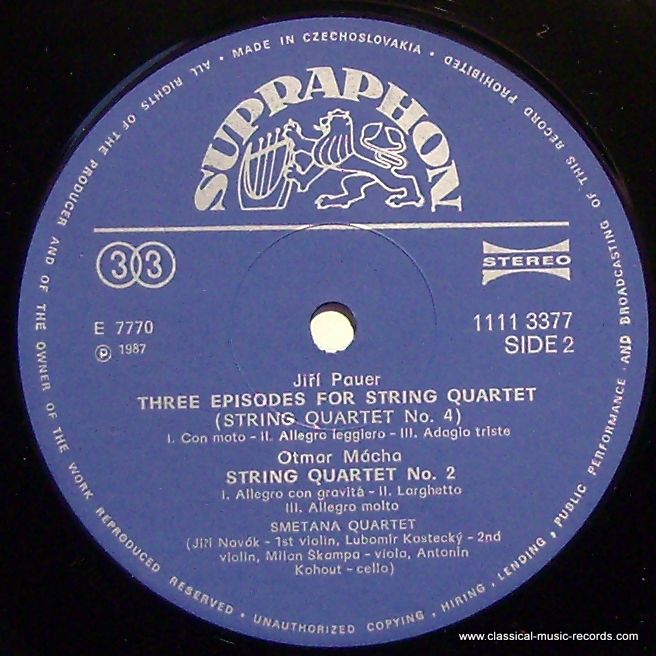 ALL RIGHTS OF THE PRODUCER AND OF THE OWNER OF THE WORK REPRODUCED RESERVED • UNAUTHORIZED COPYING, HIRING, LENDING, PUBLIC PERFORMANCE AND BROADCASTING OF THIS RECORD PROHIBITED • MADE IN CZECHOSLOVAKIA •
SUPRAPHON
33
STEREO
E 7770
1111 3377
℗ 1987
SIDE 2
Jiří Pauer
THREE EPISODES FOR STRING QUARTET
(STRING QUARTET No. 4)
I. Con moto - II. Allegro leggiero - III. Adagio triste
Otmar Mácha
STRING QUARTET No. 2
I. Allegro con gravitá - II. Larghetto
III. Allegro molto
SMETANA QUARTET
(Jiří Novák - 1st violin, Lubomír Kostecký - 2nd
violin, Milan Škampa - viola, Antonín
Kohout - cello)
www.classical-music-records.com